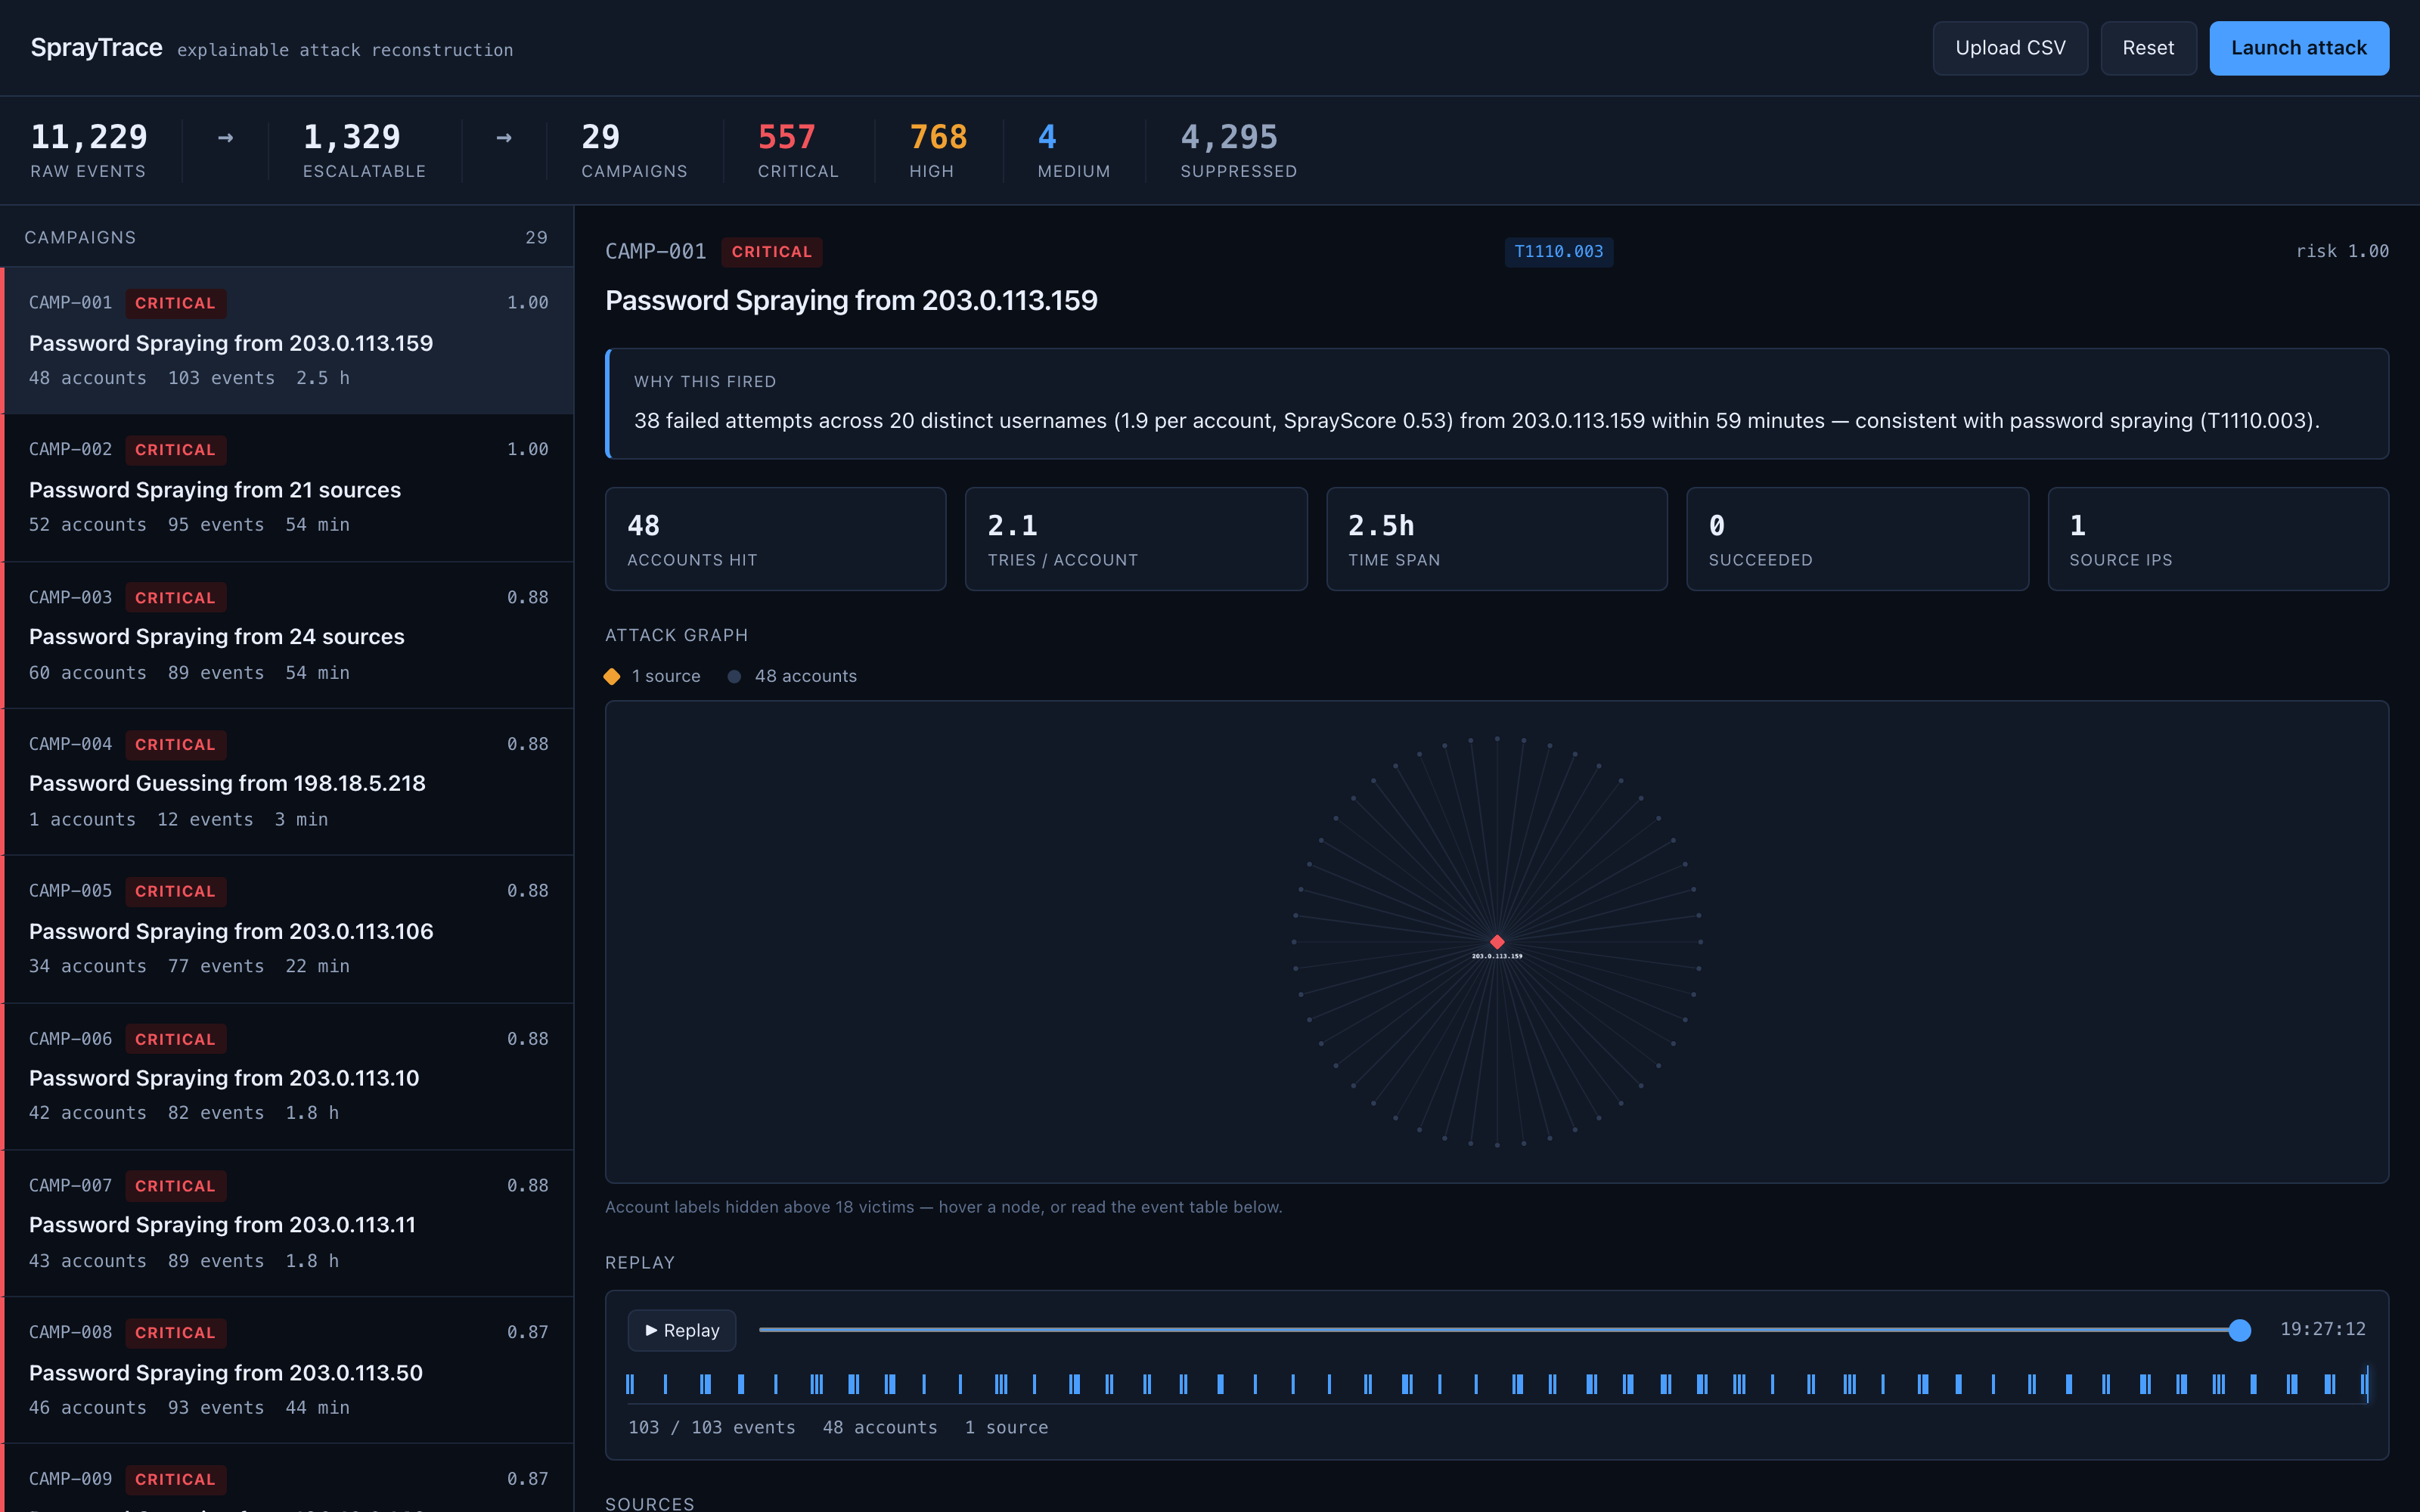 SprayTrace explainable attack reconstruction
Upload CSV Reset Launch attack
11,229 → 1,329 → 29 557 768 4 4,295
RAW EVENTS ESCALATABLE CAMPAIGNS CRITICAL HIGH MEDIUM SUPPRESSED
CAMPAIGNS 29
CAMP-001 CRITICAL 1.00
Password Spraying from 203.0.113.159
48 accounts 103 events 2.5 h
CAMP-002 CRITICAL 1.00
Password Spraying from 21 sources
52 accounts 95 events 54 min
CAMP-003 CRITICAL 0.88
Password Spraying from 24 sources
60 accounts 89 events 54 min
CAMP-004 CRITICAL 0.88
Password Guessing from 198.18.5.218
1 accounts 12 events 3 min
CAMP-005 CRITICAL 0.88
Password Spraying from 203.0.113.106
34 accounts 77 events 22 min
CAMP-006 CRITICAL 0.88
Password Spraying from 203.0.113.10
42 accounts 82 events 1.8 h
CAMP-007 CRITICAL 0.88
Password Spraying from 203.0.113.11
43 accounts 89 events 1.8 h
CAMP-008 CRITICAL 0.87
Password Spraying from 203.0.113.50
46 accounts 93 events 44 min
CAMP-009 CRITICAL 0.87
CAMP-001 CRITICAL T1110.003 risk 1.00
Password Spraying from 203.0.113.159
WHY THIS FIRED
38 failed attempts across 20 distinct usernames (1.9 per account, SprayScore 0.53) from 203.0.113.159 within 59 minutes — consistent with password spraying (T1110.003).
48 2.1 2.5h 0 1
ACCOUNTS HIT TRIES / ACCOUNT TIME SPAN SUCCEEDED SOURCE IPS
ATTACK GRAPH
1 source 48 accounts
203.0.113.159
Account labels hidden above 18 victims — hover a node, or read the event table below.
REPLAY
▶ Replay 19:27:12
103 / 103 events 48 accounts 1 source
SOURCES